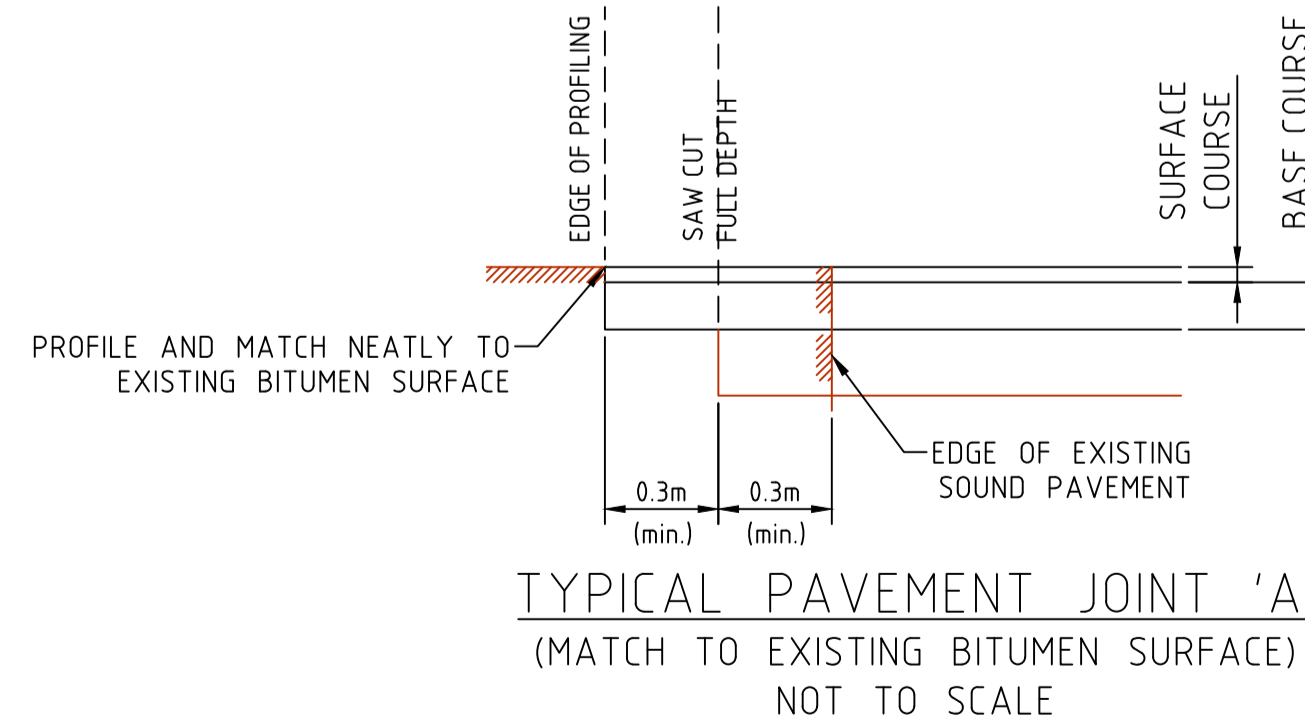 EDGE OF PROFILING
SAW CUT
FULL DEPTH
SURFACE
COURSE
BASE COURSE
PROFILE AND MATCH NEATLY TO
EXISTING BITUMEN SURFACE
EDGE OF EXISTING
SOUND PAVEMENT
0.3m
(min.)
0.3m
(min.)
TYPICAL PAVEMENT JOINT 'A
(MATCH TO EXISTING BITUMEN SURFACE)
NOT TO SCALE